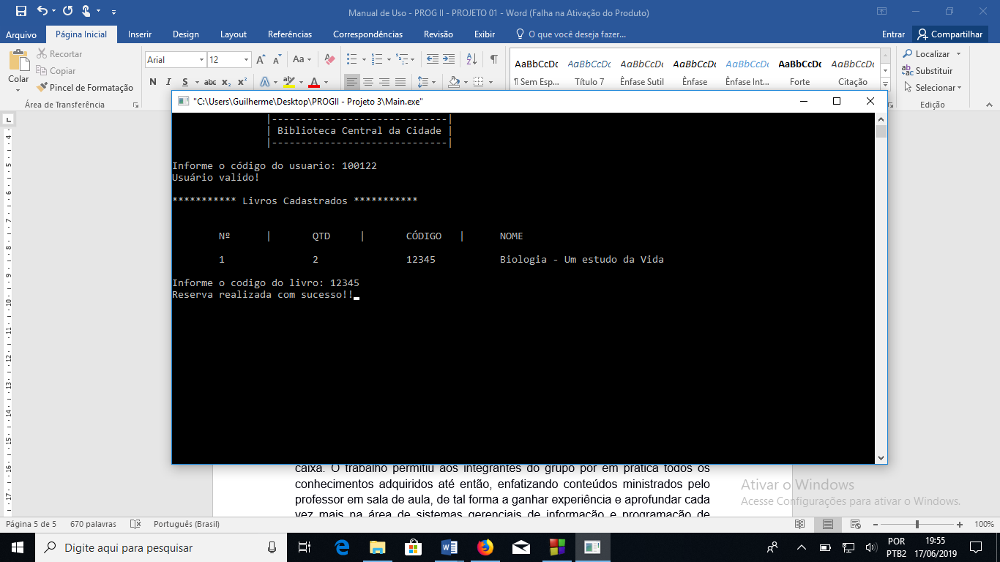 Manual de Uso - PROG II - PROJETO 01 - Word (Falha na Ativação do Produto)
Arquivo Página Inicial Inserir Design Layout Referências Correspondências Revisão Exibir O que você deseja fazer... Entrar Compartilhar
Colar
Recortar
Copiar
Pincel de Formatação
Área de Transferência
Arial 12 Aa
N I S abc x₂ x² A ab A
AaBbCcDc AaBbCcDc AaBbCcDc AaBbCcDc AaBbCcDc AaBbCcDc AaBbCcDc
¶ Sem Esp... Título 7 Ênfase Sutil Ênfase Ênfase Int... Forte Citação
Localizar
Substituir
Selecionar
Edição
"C:\Users\Guilherme\Desktop\PROGII - Projeto 3\Main.exe"
|------------------------------|
| Biblioteca Central da Cidade |
|------------------------------|
Informe o código do usuario: 100122
Usuário valido!
*********** Livros Cadastrados ***********
Nº | QTD | CÓDIGO | NOME
1 2 12345 Biologia - Um estudo da Vida
Informe o codigo do livro: 12345
Reserva realizada com sucesso!!
caixa. O trabalho permitiu aos integrantes do grupo por em prática todos os
conhecimentos adquiridos até então, enfatizando conteúdos ministrados pelo
professor em sala de aula, de tal forma a ganhar experiência e aprofundar cada
vez mais na área de sistemas gerenciais de informação e programação de
Ativar o Windows
Acesse Configurações para ativar o Windows.
Página 5 de 5 670 palavras Português (Brasil) 100%
Digite aqui para pesquisar
POR
PTB2
19:55
17/06/2019